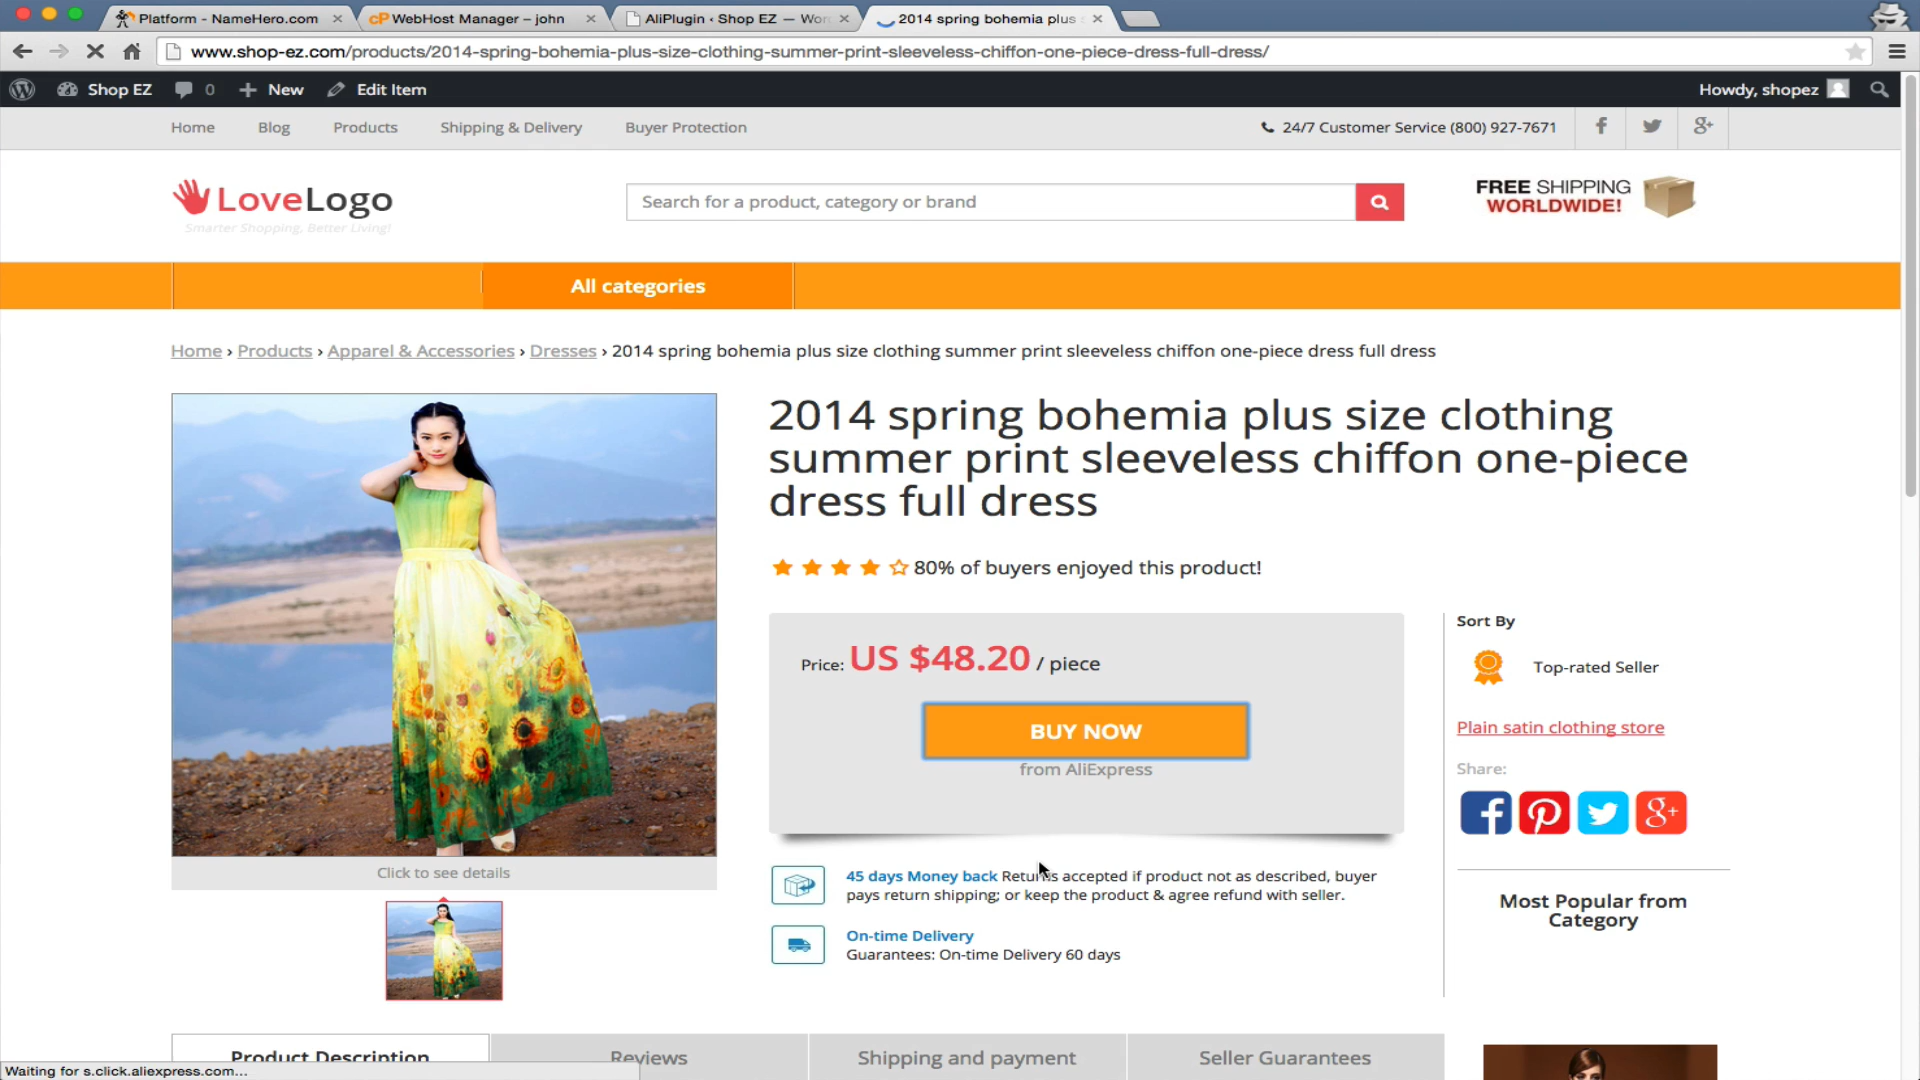 Platform - NameHero.com
cP WebHost Manager – john
AliPlugin ‹ Shop EZ — Wor
2014 spring bohemia plus s
www.shop-ez.com/products/2014-spring-bohemia-plus-size-clothing-summer-print-sleeveless-chiffon-one-piece-dress-full-dress/
Shop EZ 0 + New Edit Item
Howdy, shopez
Home Blog Products Shipping & Delivery Buyer Protection
24/7 Customer Service (800) 927-7671
LoveLogo
Smarter Shopping, Better Living!
Search for a product, category or brand
FREE SHIPPING
WORLDWIDE!
All categories
Home › Products › Apparel & Accessories › Dresses › 2014 spring bohemia plus size clothing summer print sleeveless chiffon one-piece dress full dress
2014 spring bohemia plus size clothing
summer print sleeveless chiffon one-piece
dress full dress
80% of buyers enjoyed this product!
Price: US $48.20 / piece
BUY NOW
from AliExpress
Sort By
Top-rated Seller
Plain satin clothing store
Share:
Click to see details
45 days Money back Returns accepted if product not as described, buyer
pays return shipping; or keep the product & agree refund with seller.
On-time Delivery
Guarantees: On-time Delivery 60 days
Most Popular from
Category
Product Description
Reviews
Shipping and payment
Seller Guarantees
Waiting for s.click.aliexpress.com...